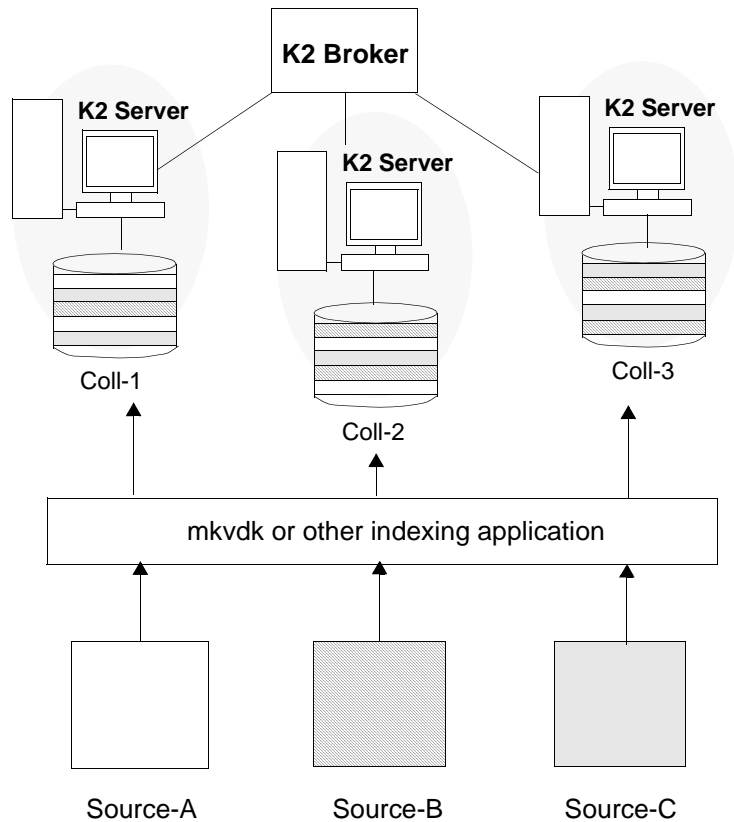 K2 Broker
K2 Server
K2 Server
K2 Server
Coll-1
Coll-2
Coll-3
mkvdk or other indexing application
Source-A
Source-B
Source-C